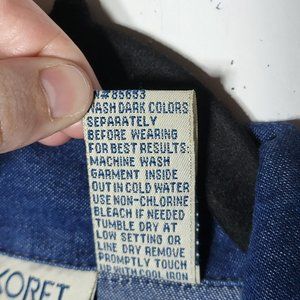 RN#85693
WASH DARK COLORS
SEPARATELY
BEFORE WEARING
FOR BEST RESULTS:
MACHINE WASH
GARMENT INSIDE
OUT IN COLD WATER
USE NON-CHLORINE
BLEACH IF NEEDED
TUMBLE DRY AT
LOW SETTING OR
LINE DRY REMOVE
PROMPTLY TOUCH
UP WITH COOL IRON
KORET